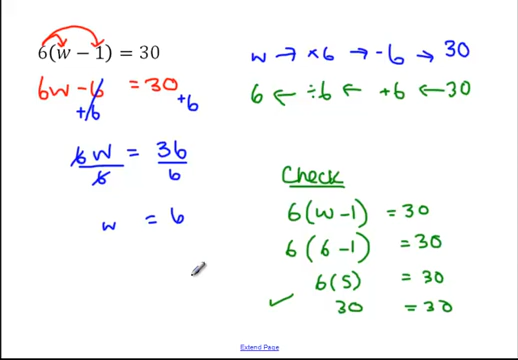 6(w − 1) = 30
6w − 6 = 30
+6 +6
6w = 36
6 6
w = 6
w → ×6 → −6 → 30
6 ← ÷6 ← +6 ← 30
Check
6(w−1) = 30
6(6−1) = 30
6(5) = 30
✓ 30 = 30
Extend Page